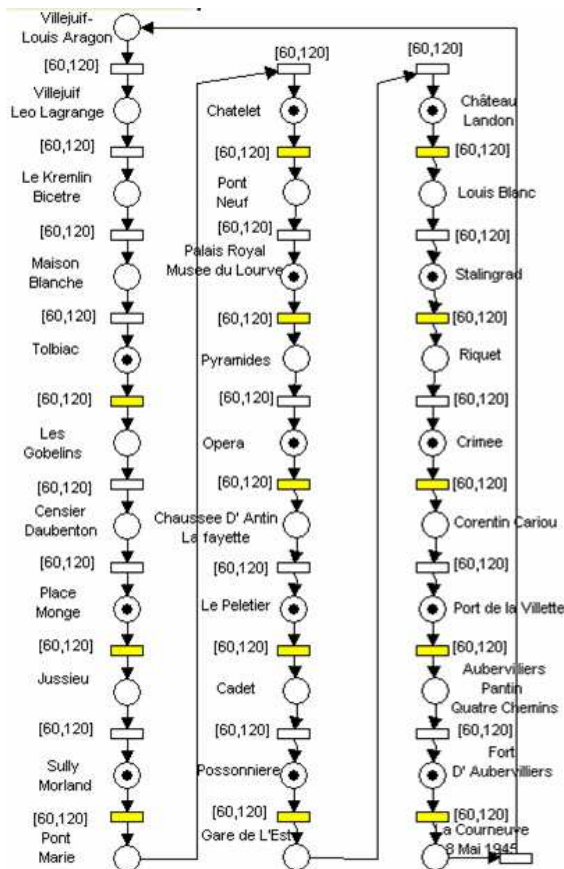 Villejuif-
Louis Aragon
[60,120]
Villejuif
Leo Lagrange
[60,120]
Le Kremlin
Bicetre
[60,120]
Maison
Blanche
[60,120]
Tolbiac
[60,120]
Les
Gobelins
[60,120]
Censier
Daubenton
[60,120]
Place
Monge
[60,120]
Jussieu
[60,120]
Sully
Morland
[60,120]
Pont
Marie
[60,120]
Chatelet
[60,120]
Pont
Neuf
[60,120]
Palais Royal
Musee du Lourve
[60,120]
Pyramides
[60,120]
Opera
[60,120]
Chaussee D' Antin
La fayette
[60,120]
Le Peletier
[60,120]
Cadet
[60,120]
Possonniere
[60,120]
Gare de L'Est
[60,120]
Château
Landon
[60,120]
Louis Blanc
[60,120]
Stalingrad
[60,120]
Riquet
[60,120]
Crimee
[60,120]
Corentin Cariou
[60,120]
Port de la Villette
[60,120]
Aubervilliers
Pantin
Quatre Chemins
[60,120]
Fort
D' Aubervilliers
[60,120]
La Courneuve
8 Mai 1945